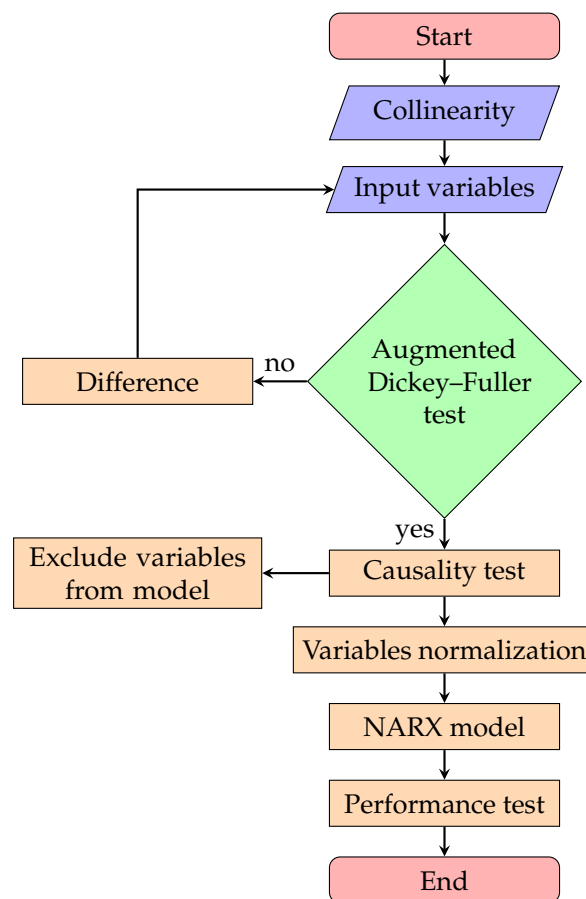 Start
Collinearity
Input variables
Augmented
Dickey–Fuller
test
no
Difference
yes
Causality test
Exclude variables
from model
Variables normalization
NARX model
Performance test
End